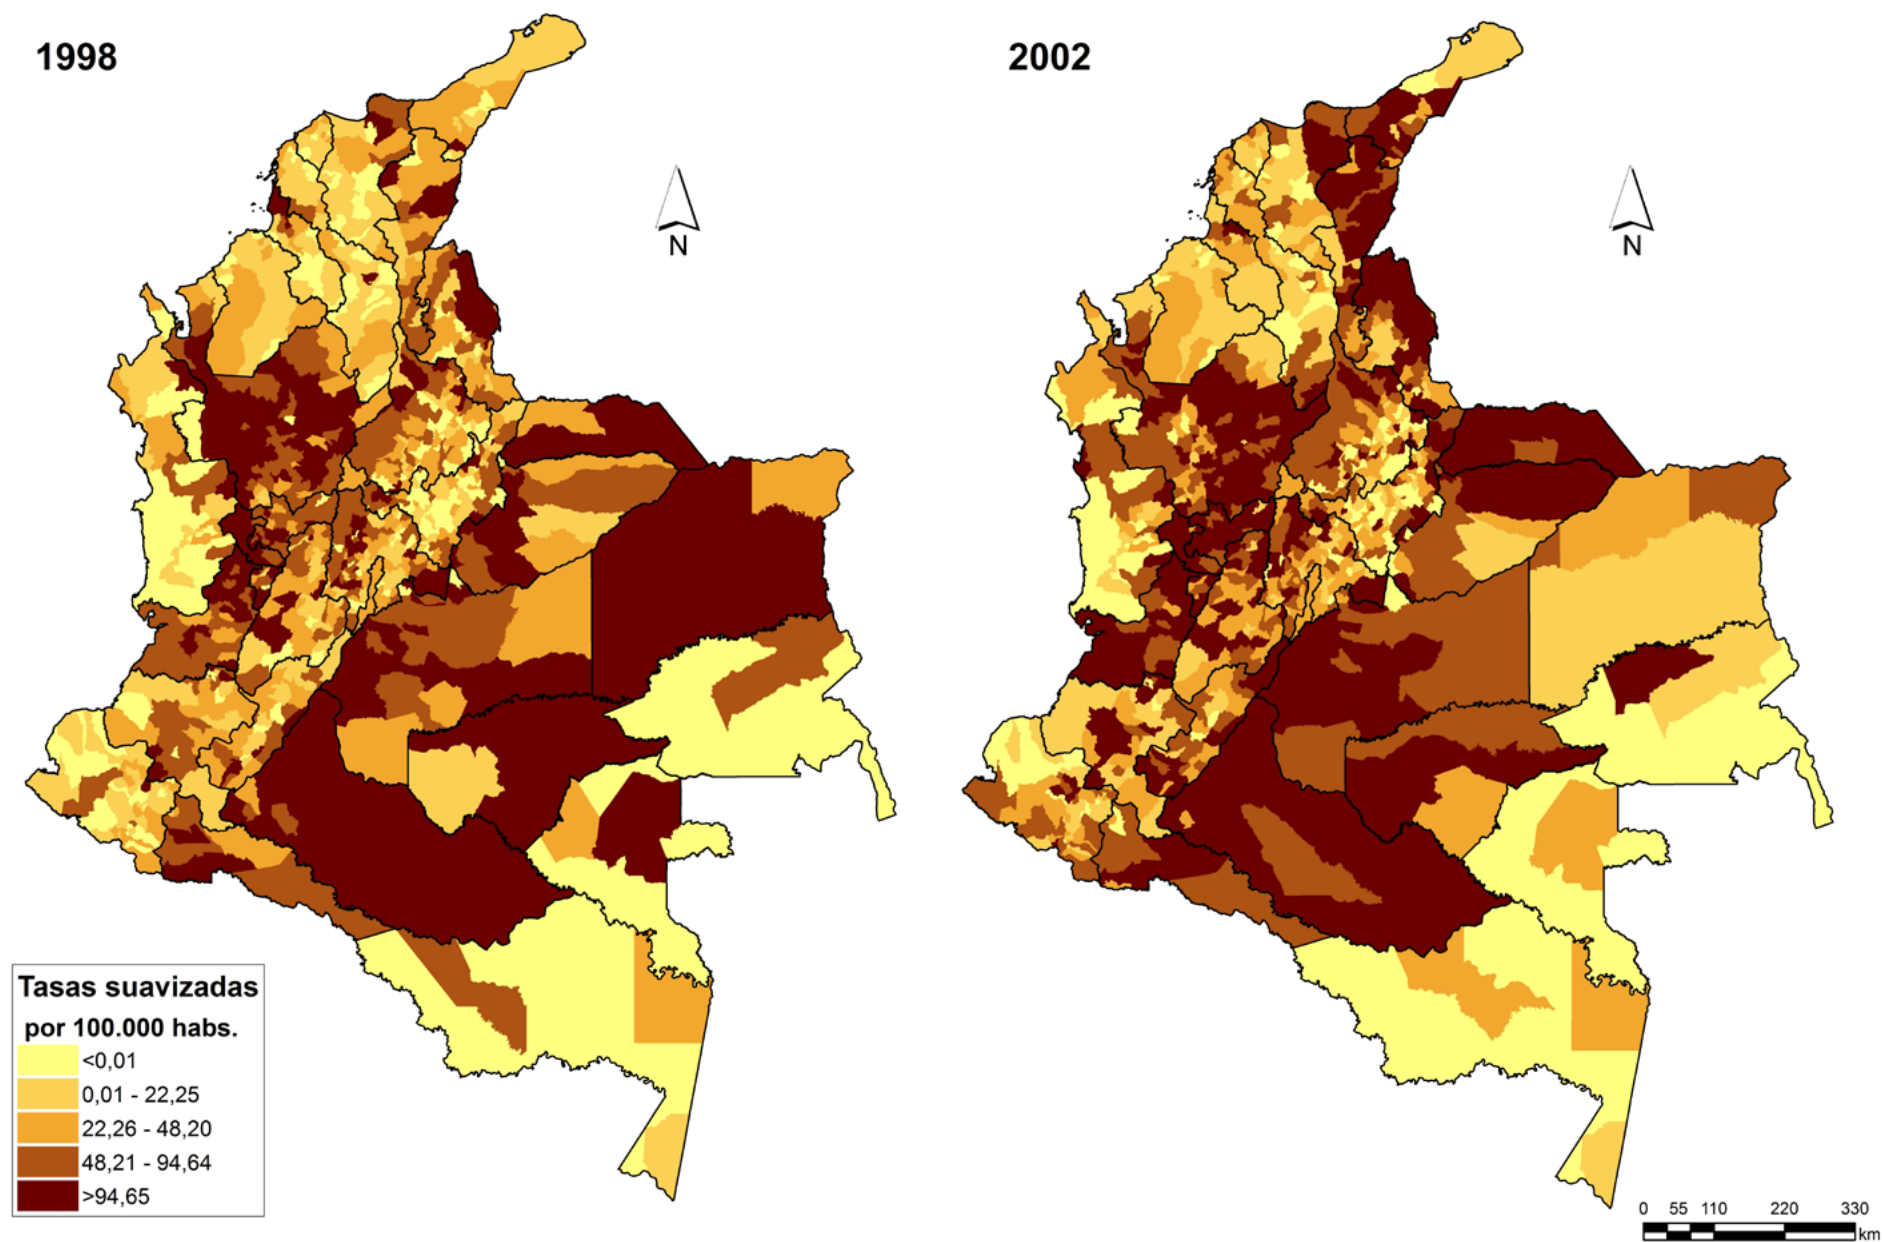 1998
2002
N
N
Tasas suavizadas
por 100.000 habs.
<0,01
0,01 - 22,25
22,26 - 48,20
48,21 - 94,64
>94,65
0 55 110 220 330
km